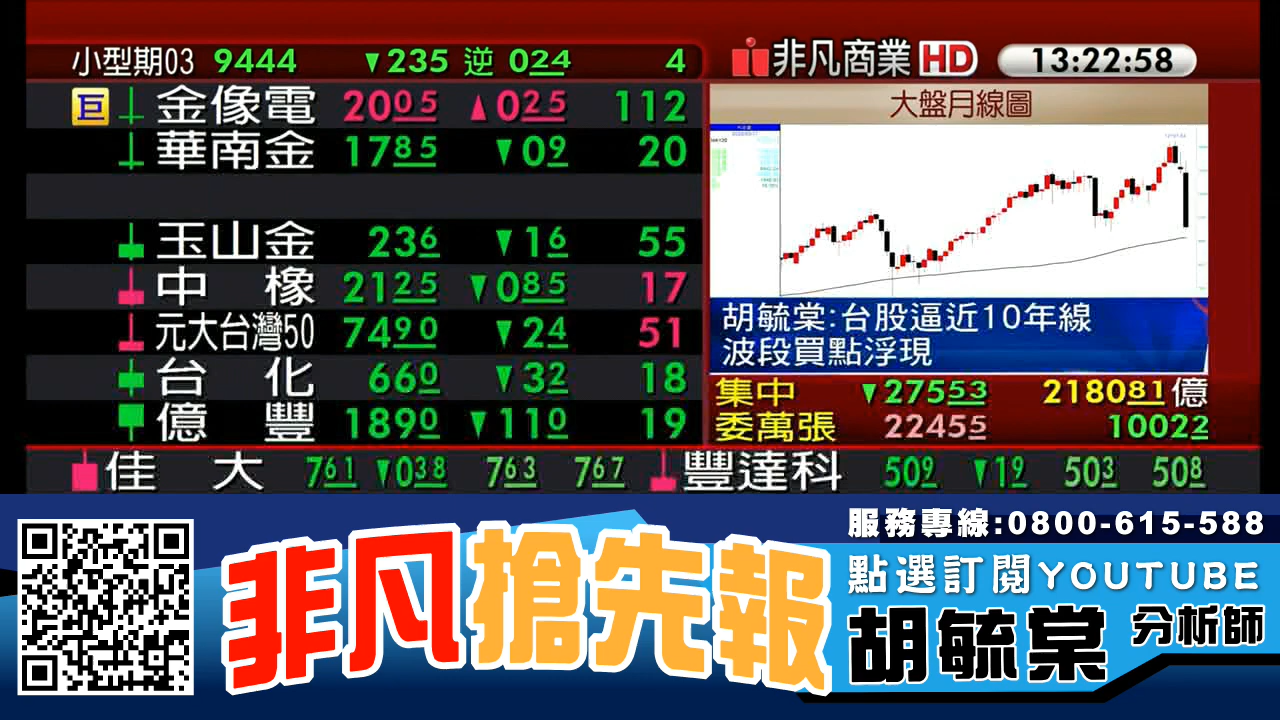 小型期03 9444 ▼235 逆 024 4
非凡商業HD 13:22:58
巨 金像電 2005 ▲025 112
華南金 1785 ▼09 20
玉山金 236 ▼16 55
中橡 2125 ▼085 17
元大台灣50 7490 ▼24 51
台化 660 ▼32 18
億豐 1890 ▼110 19
大盤月線圖
胡毓棠:台股逼近10年線
波段買點浮現
集中 ▼27553 218081億
委萬張 22455 10022
佳大 761 ▼038 763 767 豐達科 509 ▼19 503 508
非凡搶先報
服務專線:0800-615-588
點選訂閱YOUTUBE
胡毓棠 分析師